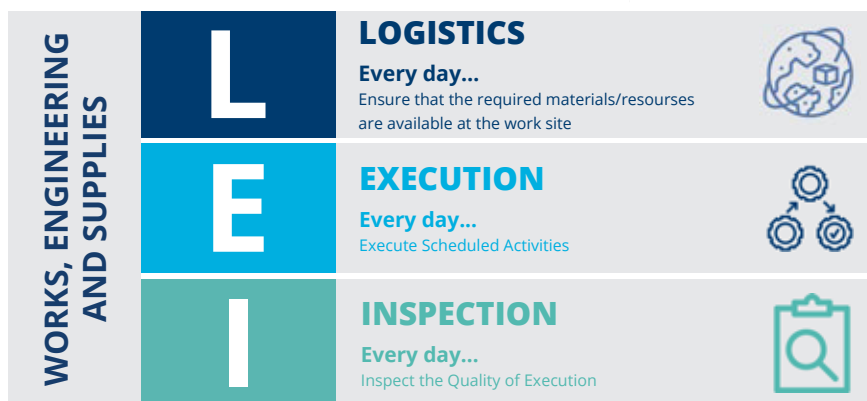 WORKS, ENGINEERING
AND SUPPLIES
L
LOGISTICS
Every day...
Ensure that the required materials/resourses
are available at the work site
E
EXECUTION
Every day...
Execute Scheduled Activities
I
INSPECTION
Every day...
Inspect the Quality of Execution